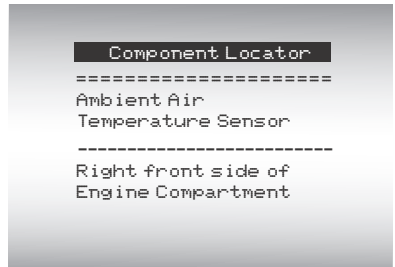 Component Locator
=====================
Ambient Air
Temperature Sensor
--------------------------
Right front side of
Engine Compartment